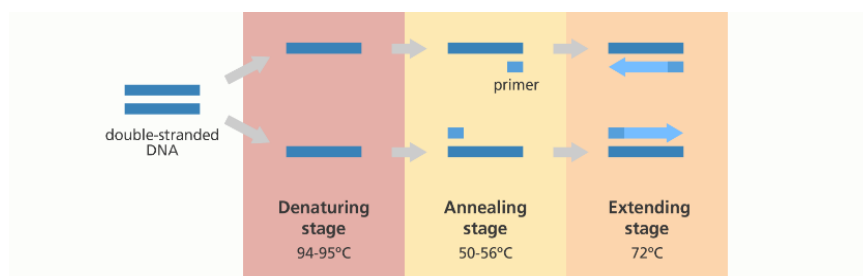 primer
double-stranded
DNA
Denaturing
stage
94-95°C
Annealing
stage
50-56°C
Extending
stage
72°C